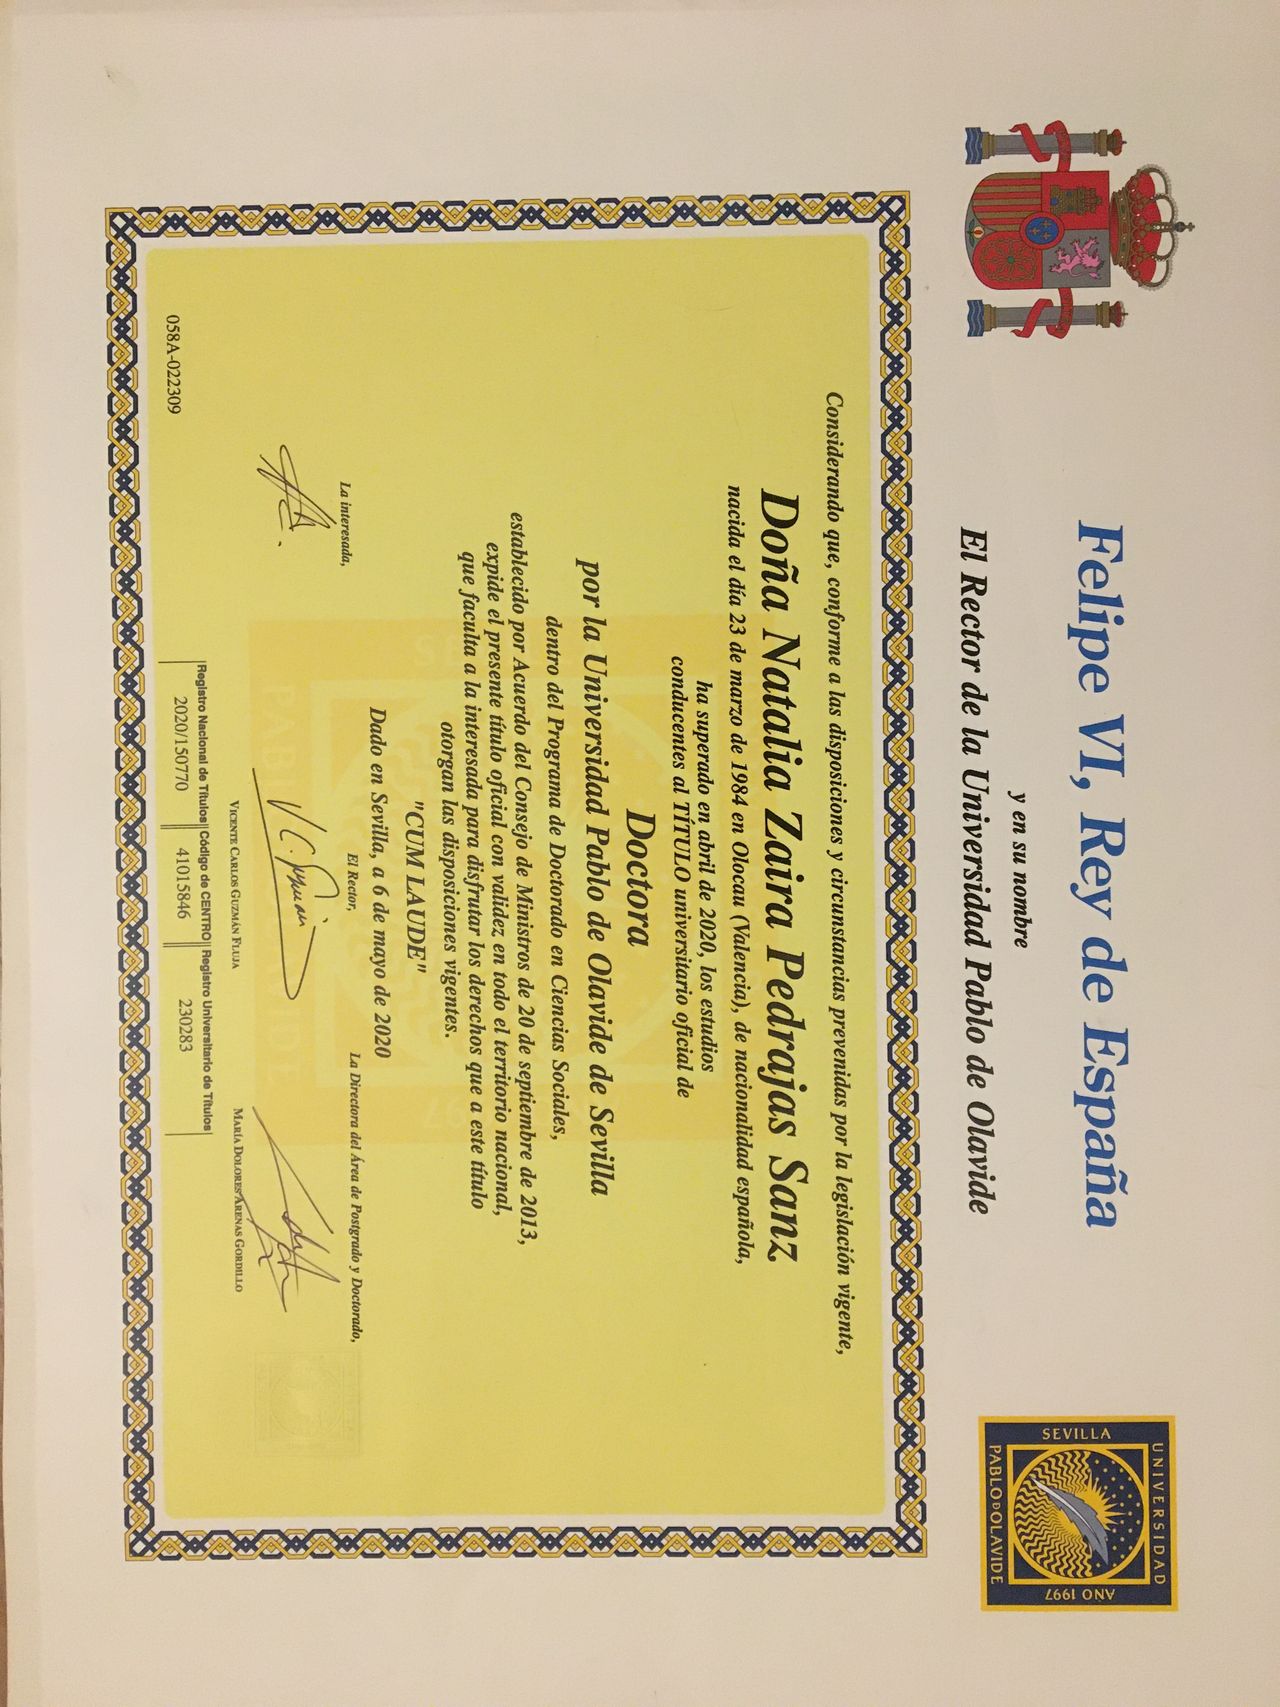 Felipe VI, Rey de España
y en su nombre
El Rector de la Universidad Pablo de Olavide
UNIVERSIDAD
SEVILLA
PABLO DE OLAVIDE
AÑO 1997
Considerando que, conforme a las disposiciones y circunstancias prevenidas por la legislación vigente,
Doña Natalia Zaira Pedrajas Sanz
nacida el día 23 de marzo de 1984 en Olocau (Valencia), de nacionalidad española,
ha superado en abril de 2020, los estudios
conducentes al TÍTULO universitario oficial de
Doctora
por la Universidad Pablo de Olavide de Sevilla
dentro del Programa de Doctorado en Ciencias Sociales,
establecido por Acuerdo del Consejo de Ministros de 20 de septiembre de 2013,
expide el presente título oficial con validez en todo el territorio nacional,
que faculta a la interesada para disfrutar los derechos que a este título
otorgan las disposiciones vigentes.
"CUM LAUDE"
Dado en Sevilla, a 6 de mayo de 2020
La interesada,
El Rector,
La Directora del Área de Postgrado y Doctorado,
VICENTE CARLOS GUZMÁN FLUJA
MARÍA DOLORES ARENAS GORDILLO
Registro Nacional de Títulos Código de CENTRO Registro Universitario de Títulos
2020/150770 41015846 230283
058A-022309